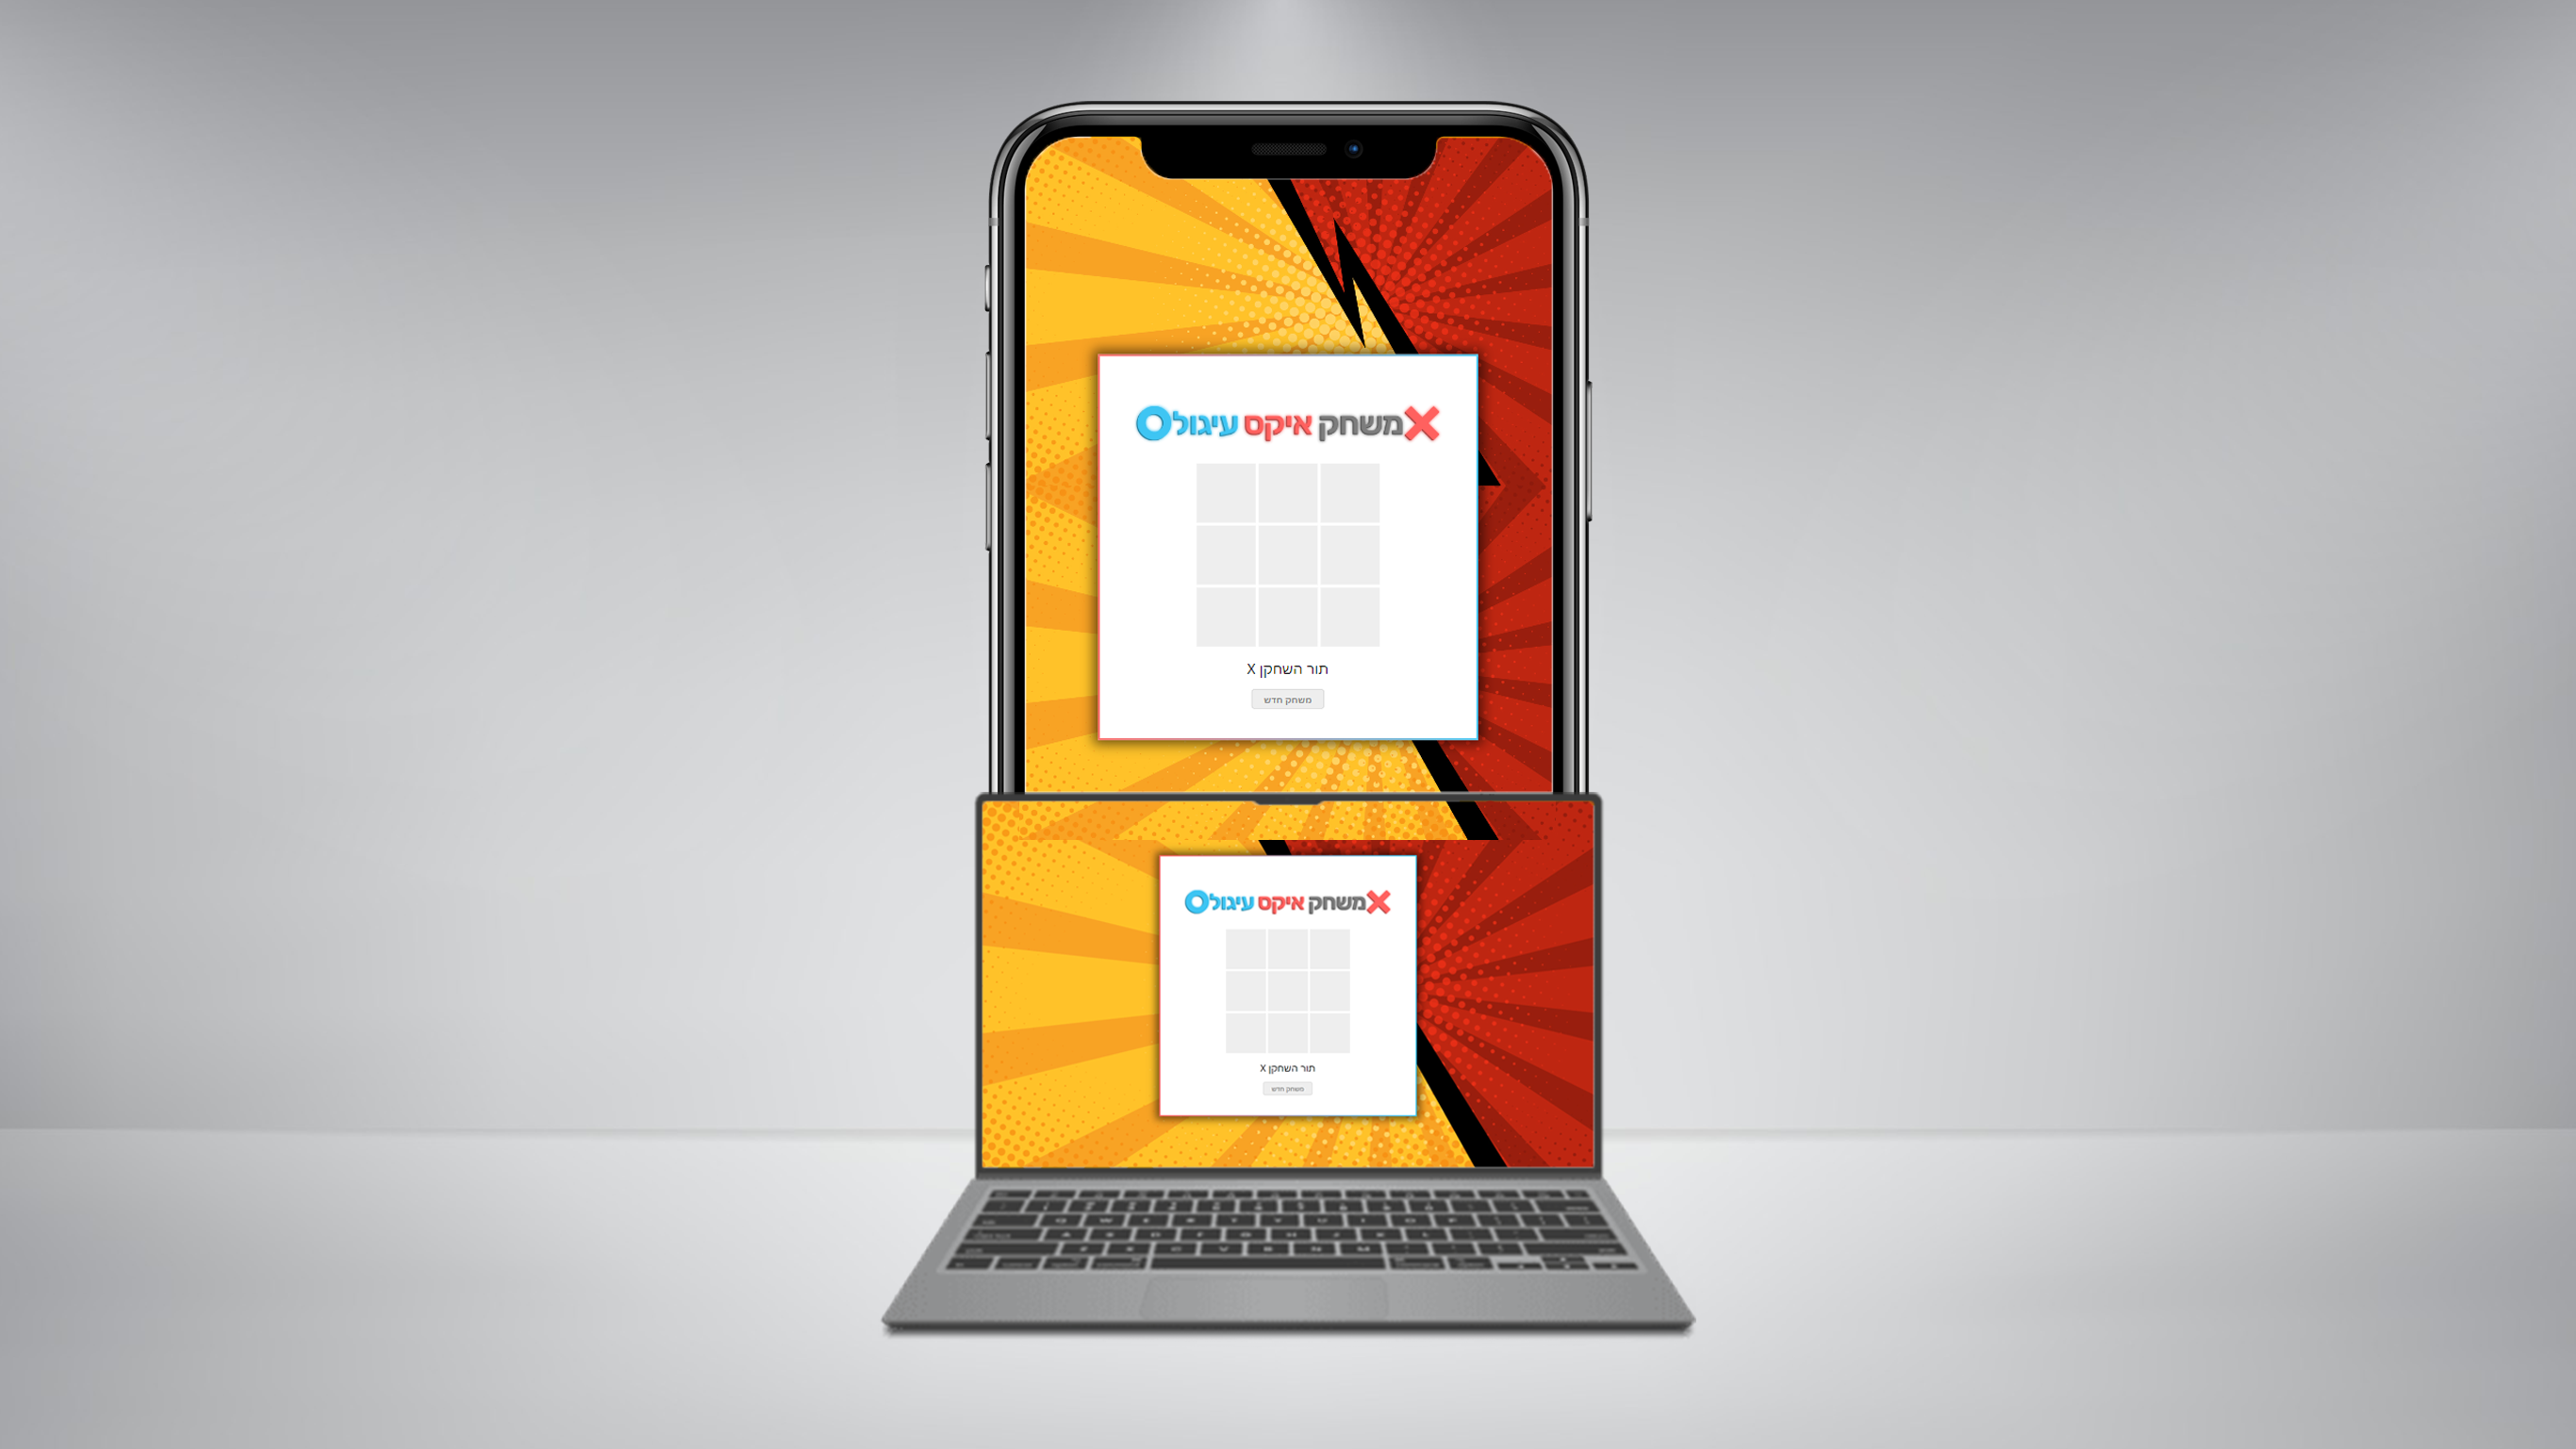 משחק איקס עיגול
תור השחקן X
משחק חדש
משחק איקס עיגול
תור השחקן X
משחק חדש
Q W E R T Y U I O P
A S D F G H J K L
Z X C V B N M